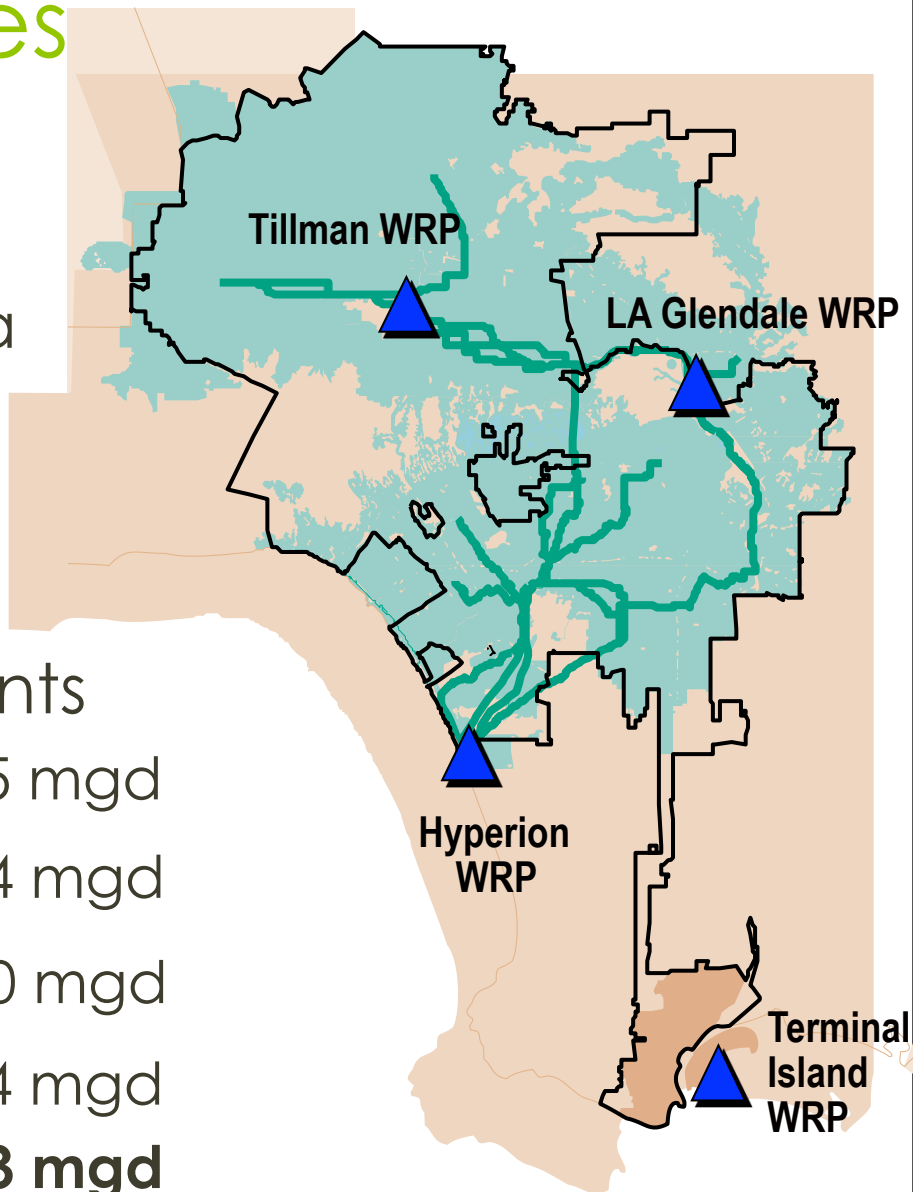 es
Tillman WRP
LA Glendale WRP
a
nts
5 mgd
4 mgd
Hyperion
WRP
0 mgd
Terminal
Island
WRP
4 mgd
3 mgd